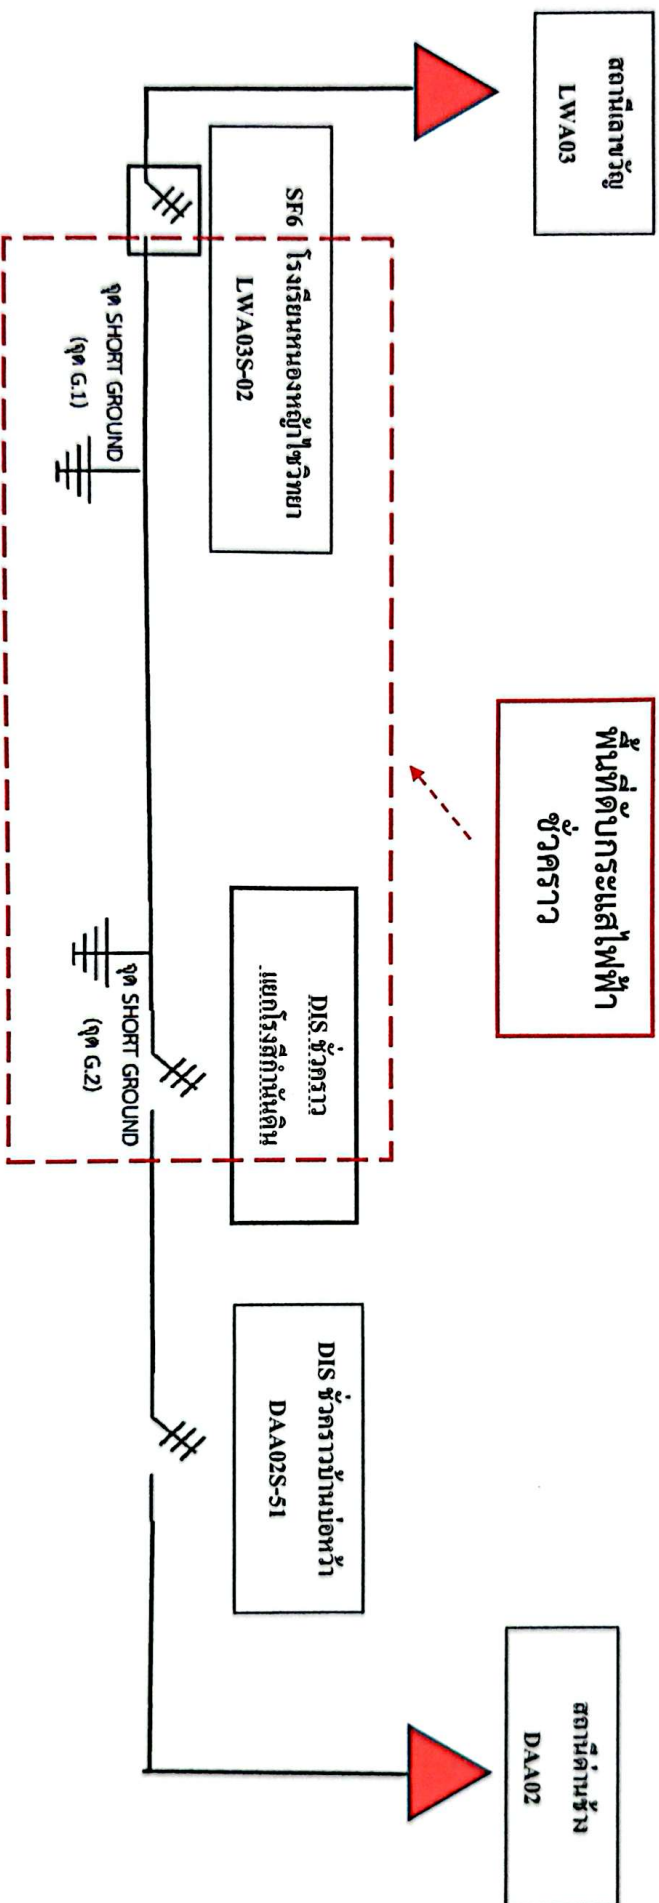 สถานีเลาขวัญ
LWA03
SF6 โรงเรียนหนองหญ้าไซวิทยา
LWA03S-02
จุด SHORT GROUND
(จุด G.1)
พื้นที่ดับกระแสไฟฟ้า
ชั่วคราว
DIS ชั่วคราว
แยกโรงสีกำนันดิน
จุด SHORT GROUND
(จุด G.2)
DIS ชั่วคราวบ้านบ่อหว้า
DAA02S-51
สถานีด่านช้าง
DAA02